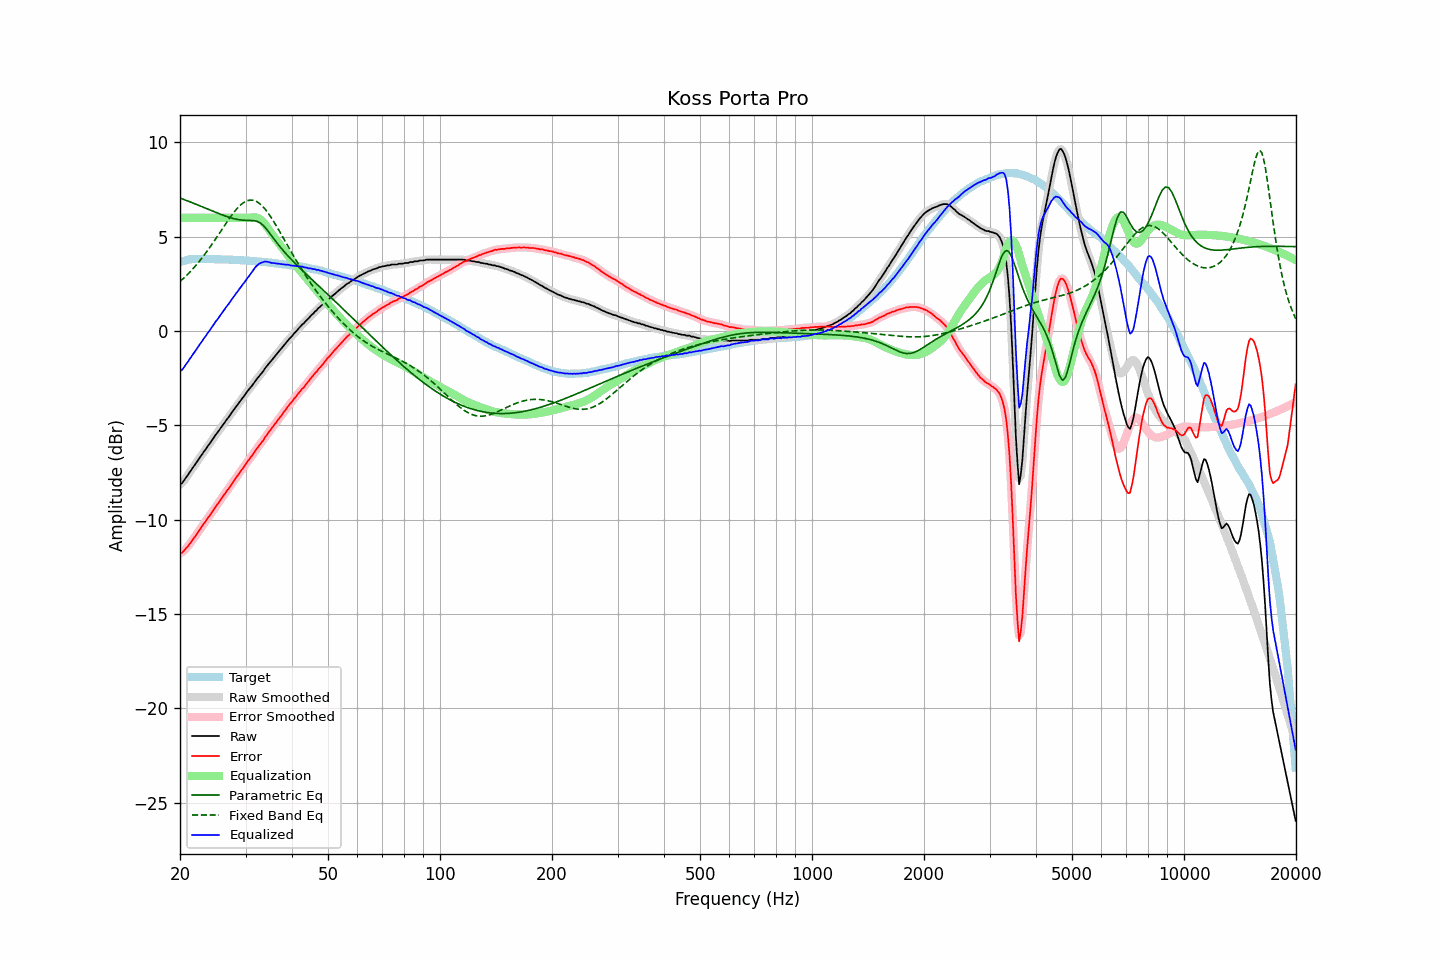 Koss Porta Pro
Amplitude (dBr)
10
5
0
−5
−10
−15
−20
−25
Target
Raw Smoothed
Error Smoothed
Raw
Error
Equalization
Parametric Eq
Fixed Band Eq
Equalized
20 50 100 200 500 1000 2000 5000 10000 20000
Frequency (Hz)